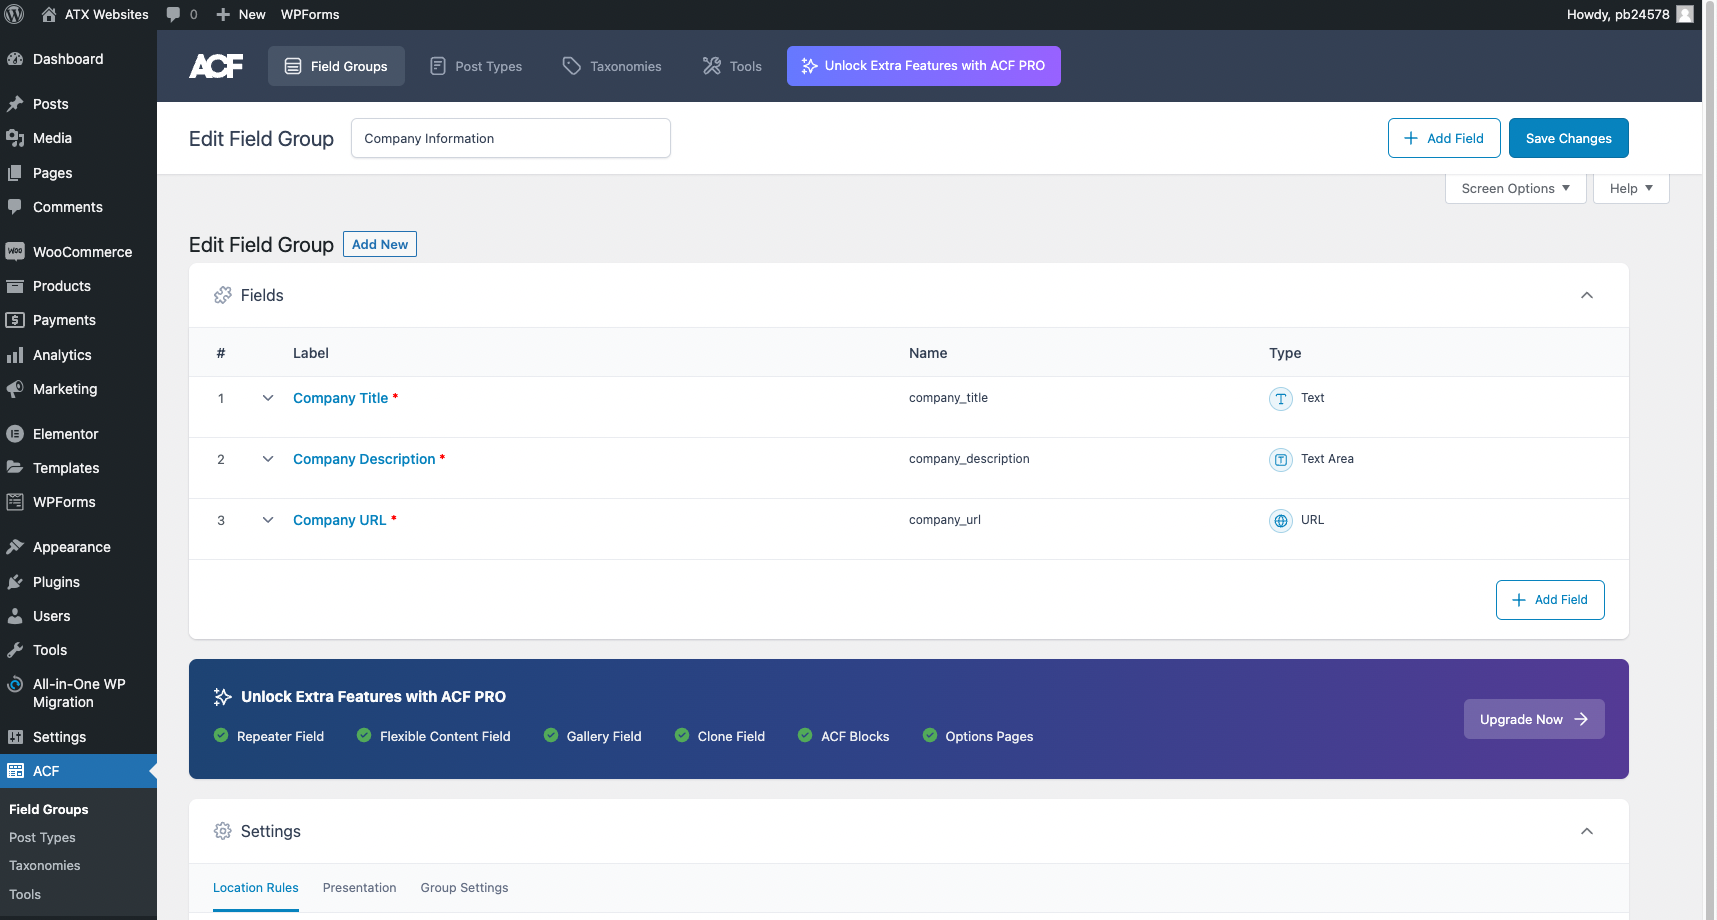 ATX Websites 0 New WPForms Howdy, pb24578
Dashboard
Posts
Media
Pages
Comments
WooCommerce
Products
Payments
Analytics
Marketing
Elementor
Templates
WPForms
Appearance
Plugins
Users
Tools
All-in-One WP
Migration
Settings
ACF
Field Groups
Post Types
Taxonomies
Tools
ACF Field Groups Post Types Taxonomies Tools Unlock Extra Features with ACF PRO
Edit Field Group Company Information Add Field Save Changes
Screen Options Help
Edit Field Group Add New
Fields
# Label Name Type
1 Company Title * company_title Text
2 Company Description * company_description Text Area
3 Company URL * company_url URL
Add Field
Unlock Extra Features with ACF PRO
Repeater Field Flexible Content Field Gallery Field Clone Field ACF Blocks Options Pages
Upgrade Now
Settings
Location Rules Presentation Group Settings